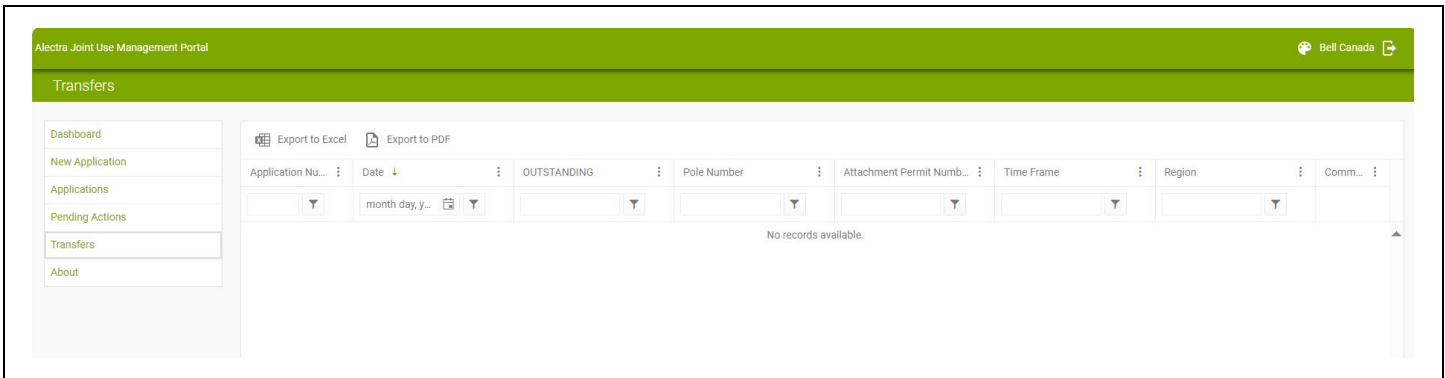 Alectra Joint Use Management Portal
Bell Canada
Transfers
Dashboard
New Application
Applications
Pending Actions
Transfers
About
Export to Excel Export to PDF
Application Nu... Date ↓ OUTSTANDING Pole Number Attachment Permit Numb... Time Frame Region Comm...
month day, y...
No records available.